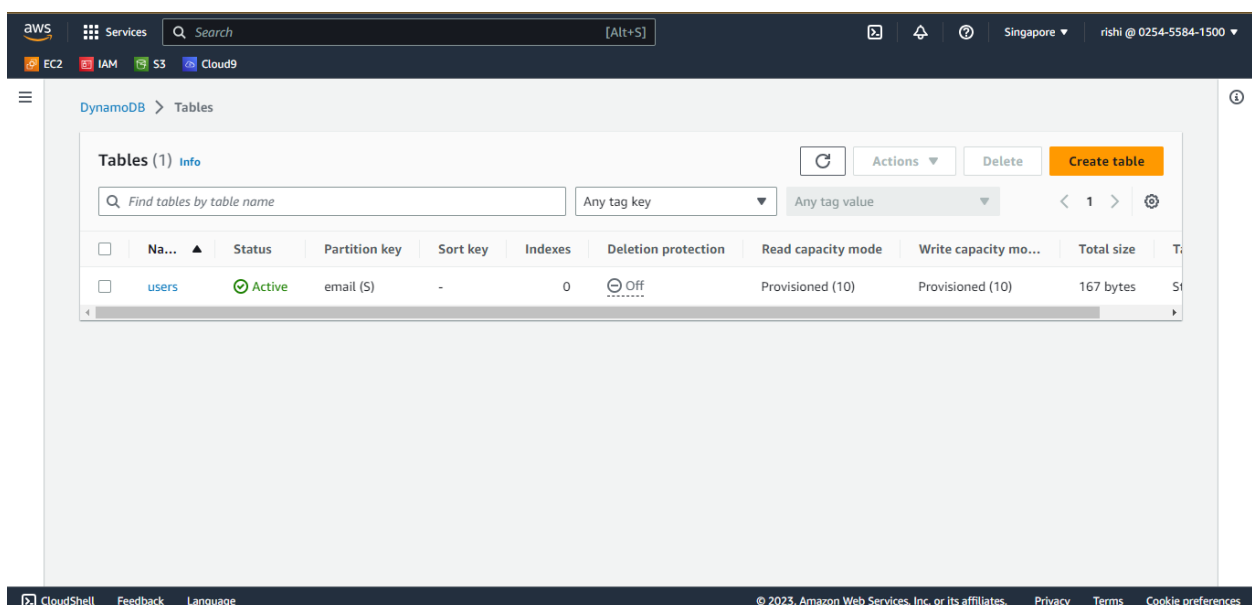 aws Services Search [Alt+S] Singapore ▼ rishi @ 0254-5584-1500 ▼
EC2 IAM S3 Cloud9
DynamoDB > Tables
Tables (1) Info Actions ▼ Delete Create table
Find tables by table name Any tag key ▼ Any tag value ▼ < 1 >
Na... ▲ Status Partition key Sort key Indexes Deletion protection Read capacity mode Write capacity mo... Total size
users Active email (S) - 0 Off Provisioned (10) Provisioned (10) 167 bytes
CloudShell Feedback Language © 2023, Amazon Web Services, Inc. or its affiliates. Privacy Terms Cookie preferences